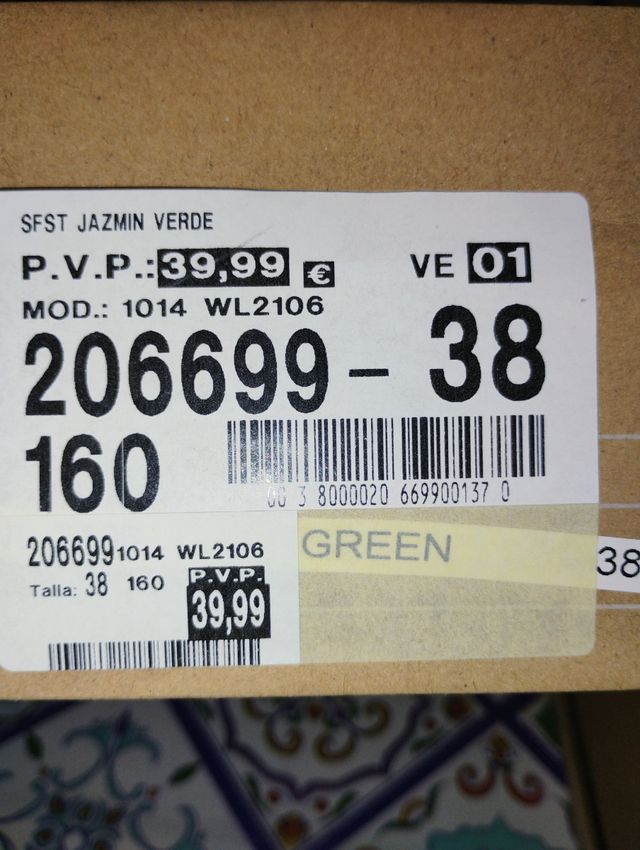 SFST JAZMIN VERDE
P.V.P.: 39,99 € VE 01
MOD.: 1014 WL2106
206699 - 38
160
00 3 8000020 669900137 0
206699 1014 WL2106
Talla: 38 160
P.V.P.
39,99
GREEN
38